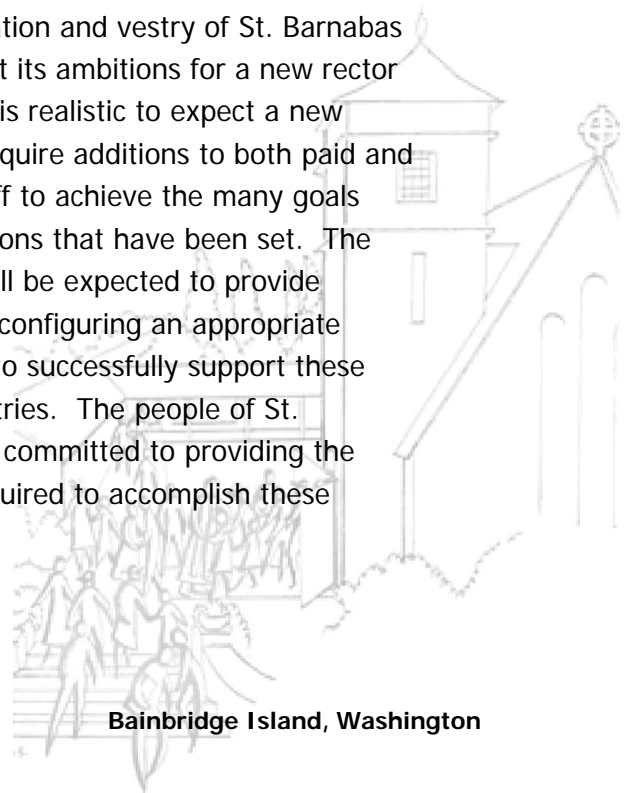 ation and vestry of St. Barnabas
t its ambitions for a new rector
is realistic to expect a new
quire additions to both paid and
ff to achieve the many goals
ons that have been set. The
ll be expected to provide
configuring an appropriate
to successfully support these
tries. The people of St.
committed to providing the
uired to accomplish these
Bainbridge Island, Washington